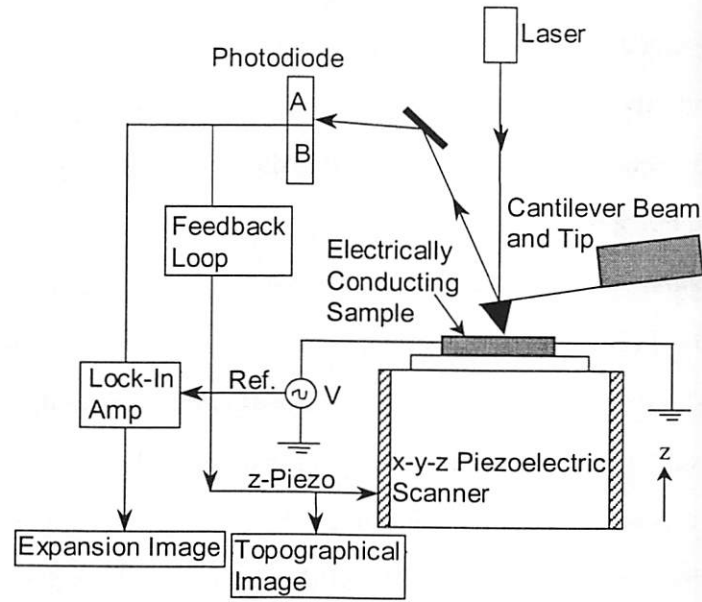 Laser
Photodiode
A
B
Cantilever Beam
and Tip
Feedback
Loop
Electrically
Conducting
Sample
Lock-In
Amp
Ref.
V
x-y-z Piezoelectric
Scanner
z
z-Piezo
Expansion Image
Topographical
Image